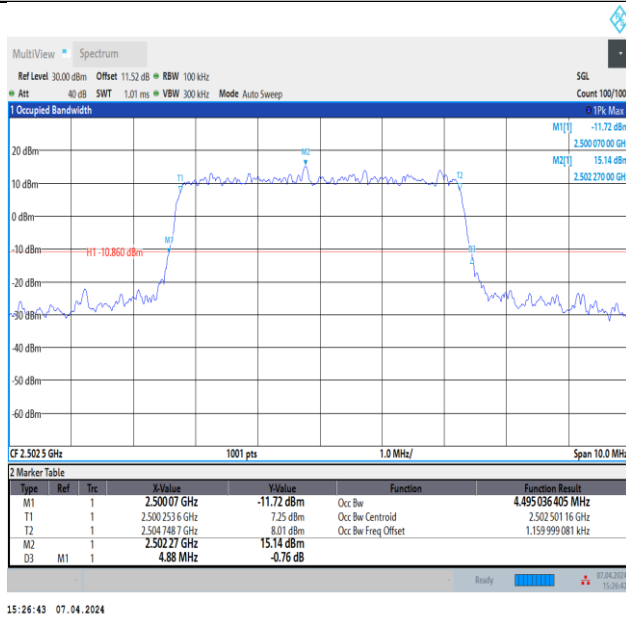 MultiView Spectrum
Ref Level 30.00 dBm Offset 11.52 dB RBW 100 kHz SGL
Att 40 dB SWT 1.01 ms VBW 300 kHz Mode Auto Sweep Count 100/100
1 Occupied Bandwidth 1Pk Max
M1[1] -11.72 dBm
2.500 070 00 GH
M2[1] 15.14 dBm
2.502 270 00 GH
M2
20 dBm
T1
T2
10 dBm
0 dBm
M1
-10 dBm
H1 -10.860 dBm
-20 dBm
-30 dBm
-40 dBm
-50 dBm
-60 dBm
CF 2.502 5 GHz 1001 pts 1.0 MHz/ Span 10.0 MHz
2 Marker Table
Type Ref Trc X-Value Y-Value Function Function Result
M1 1 2.500 07 GHz -11.72 dBm Occ Bw 4.495 036 405 MHz
T1 1 2.500 253 6 GHz 7.25 dBm Occ Bw Centroid 2.502 501 16 GHz
T2 1 2.504 748 7 GHz 8.01 dBm Occ Bw Freq Offset 1.159 999 081 kHz
M2 1 2.502 27 GHz 15.14 dBm
D3 M1 1 4.88 MHz -0.76 dB
Ready 07.04.2024
15:26:42
15:26:43 07.04.2024